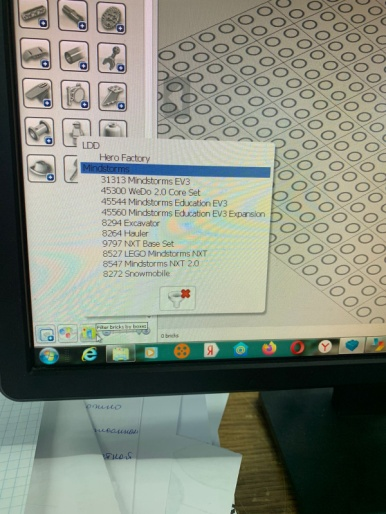 LDD
Hero Factory
Mindstorms
31313 Mindstorms EV3
45300 WeDo 2.0 Core Set
45544 Mindstorms Education EV3
45560 Mindstorms Education EV3 Expansion
8294 Excavator
8264 Hauler
9797 NXT Base Set
8527 LEGO Mindstorms NXT
8547 Mindstorms NXT 2.0
8272 Snowmobile
Filter bricks by boxes
0 bricks